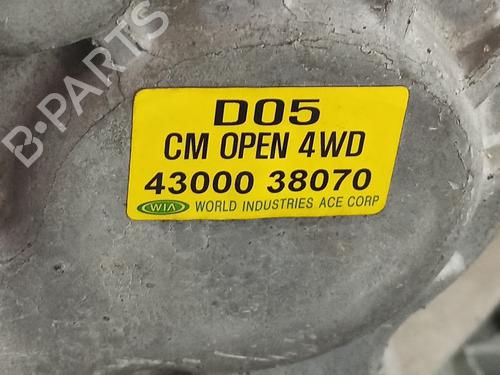 B-PARTS
D05
CM OPEN 4WD
43000 38070
WIA WORLD INDUSTRIES ACE CORP